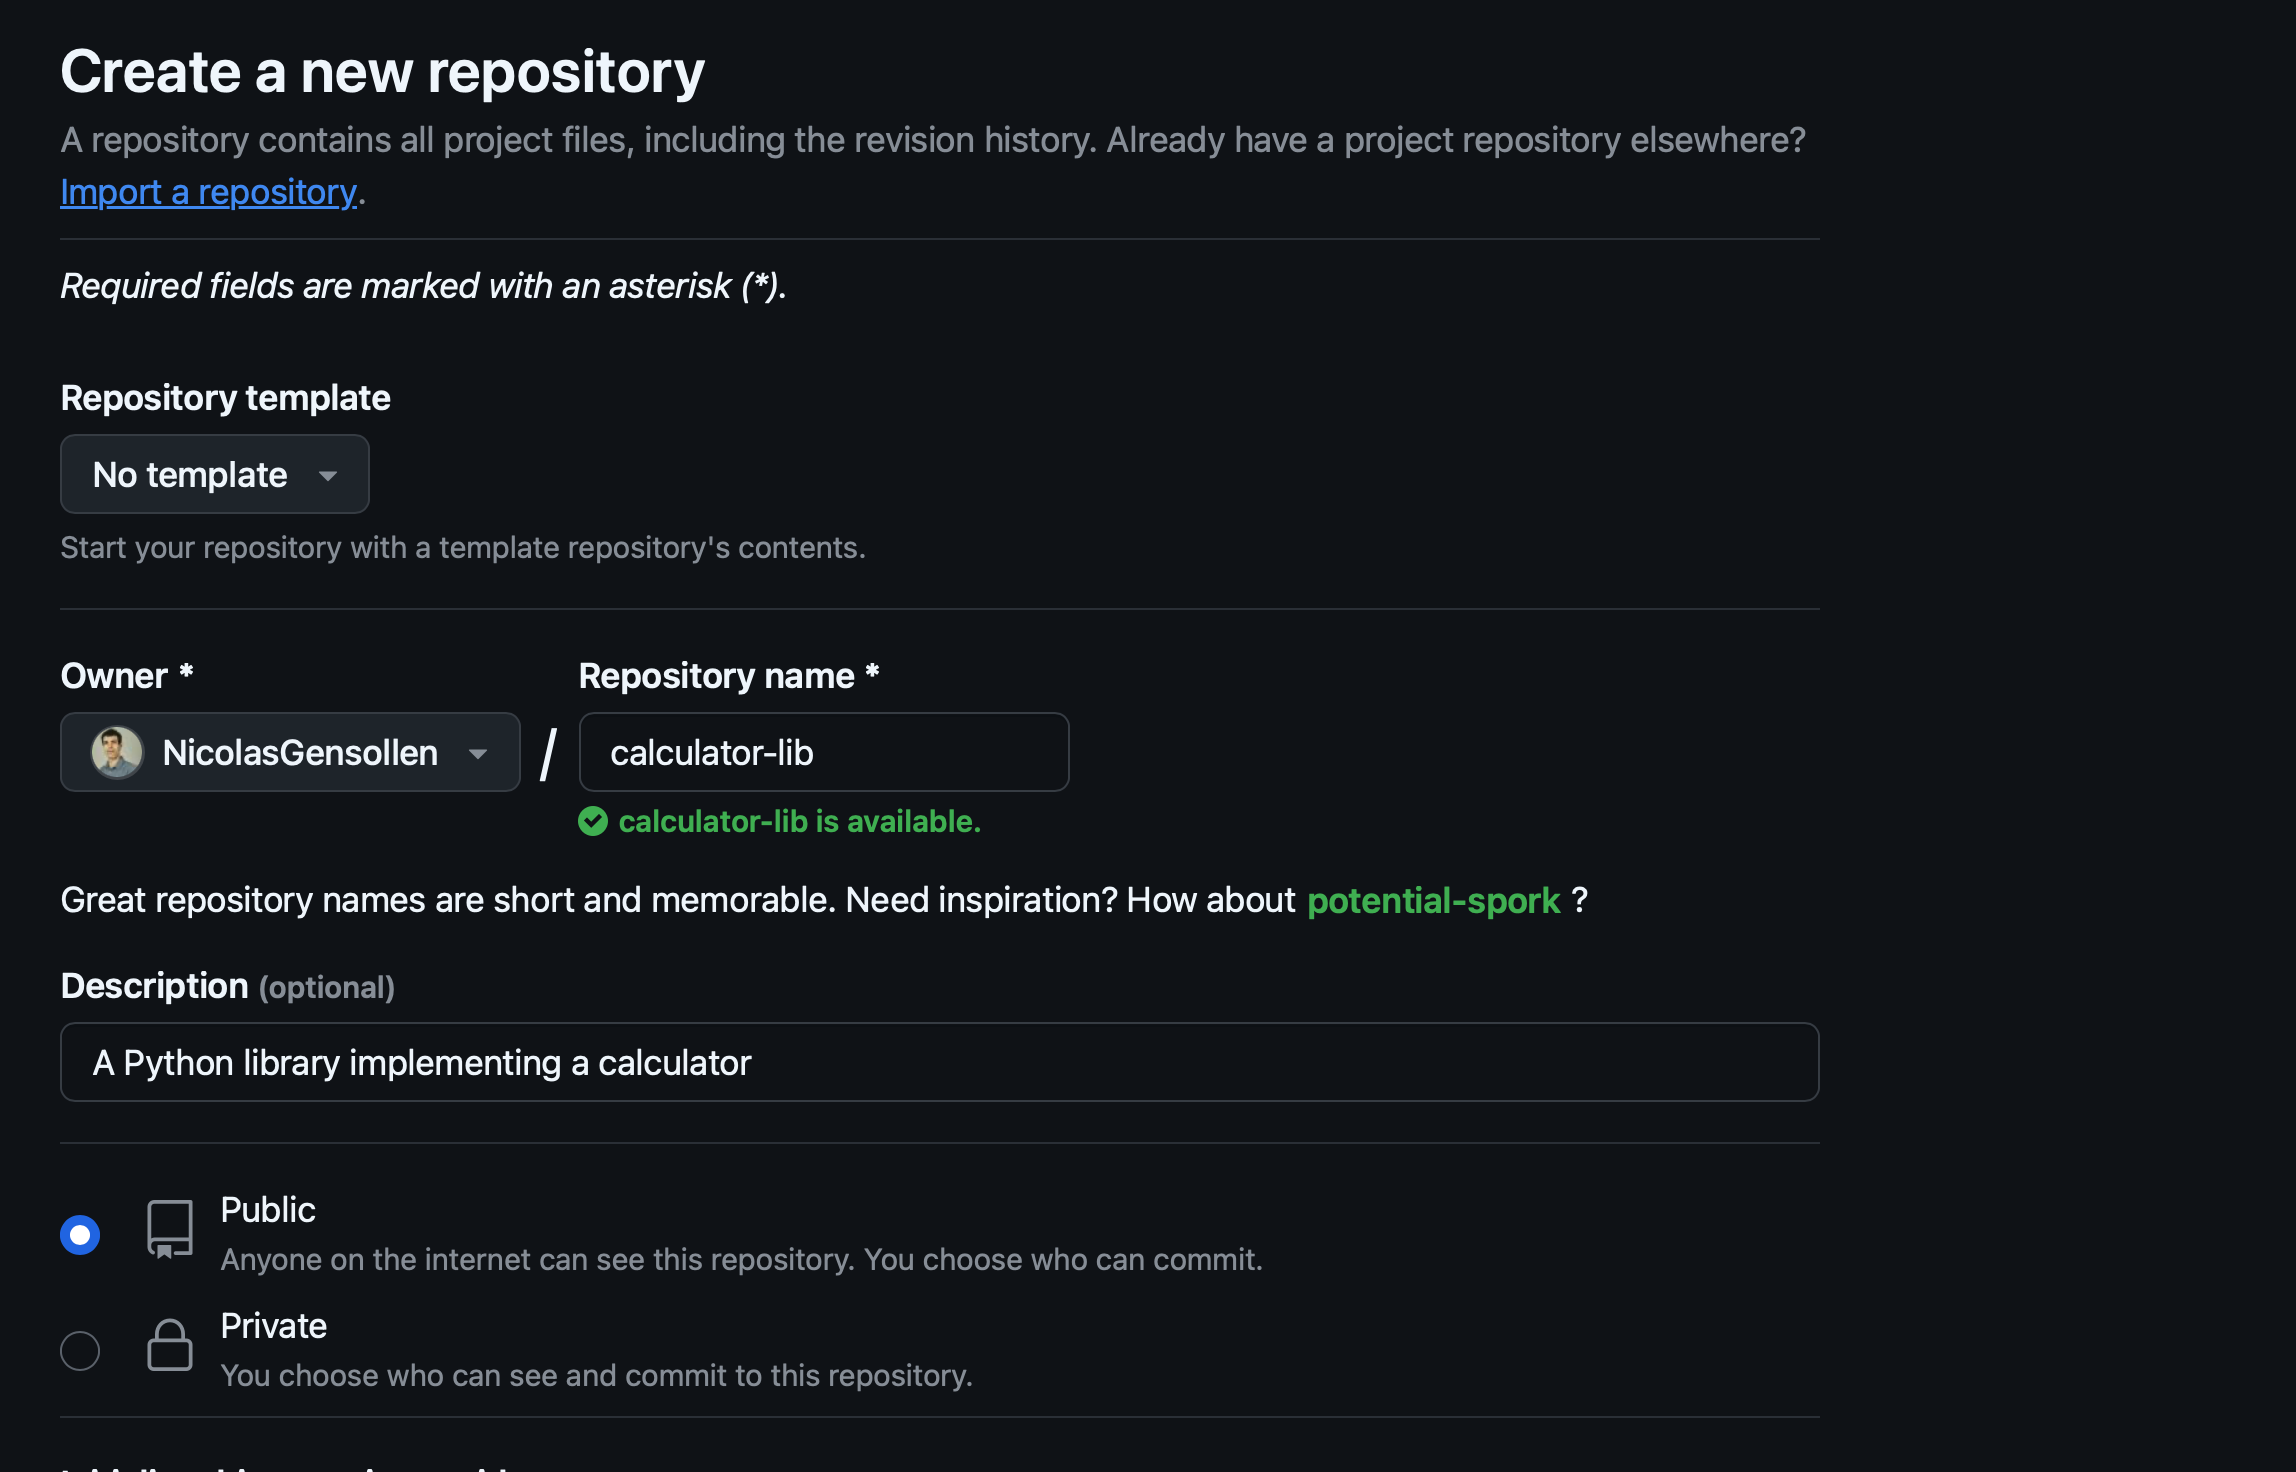 Create a new repository
A repository contains all project files, including the revision history. Already have a project repository elsewhere?
Import a repository.
Required fields are marked with an asterisk (*).
Repository template
No template
Start your repository with a template repository's contents.
Owner * Repository name *
NicolasGensollen / calculator-lib
calculator-lib is available.
Great repository names are short and memorable. Need inspiration? How about potential-spork ?
Description (optional)
A Python library implementing a calculator
Public
Anyone on the internet can see this repository. You choose who can commit.
Private
You choose who can see and commit to this repository.